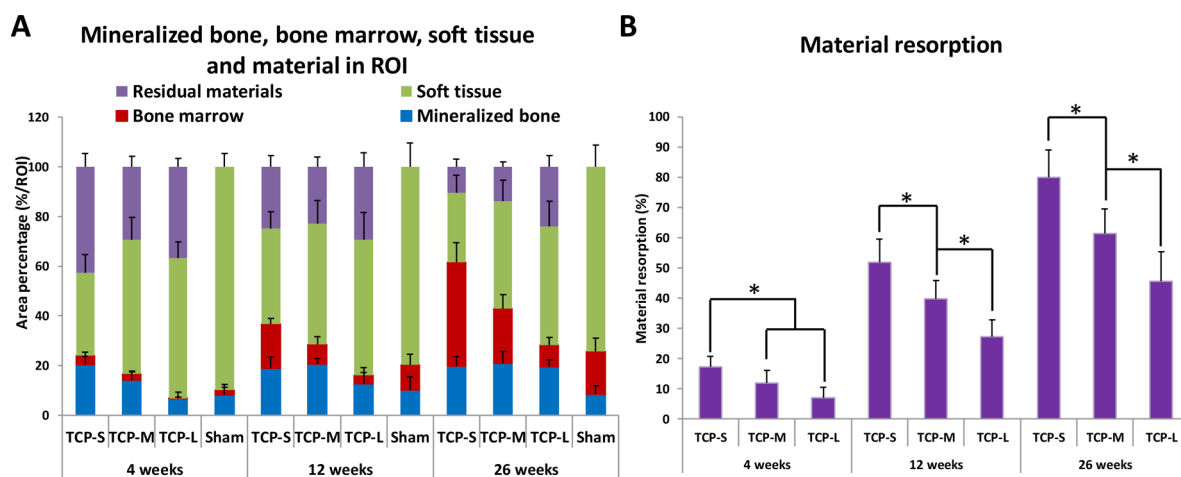 A
Mineralized bone, bone marrow, soft tissue
and material in ROI
Residual materials
Soft tissue
Bone marrow
Mineralized bone
Area percentage (%/ROI)
120
100
80
60
40
20
0
TCP-S TCP-M TCP-L Sham TCP-S TCP-M TCP-L Sham TCP-S TCP-M TCP-L Sham
4 weeks 12 weeks 26 weeks
B
Material resorption
Material resorption (%)
100
90
80
70
60
50
40
30
20
10
0
* * * * *
TCP-S TCP-M TCP-L TCP-S TCP-M TCP-L TCP-S TCP-M TCP-L
4 weeks 12 weeks 26 weeks